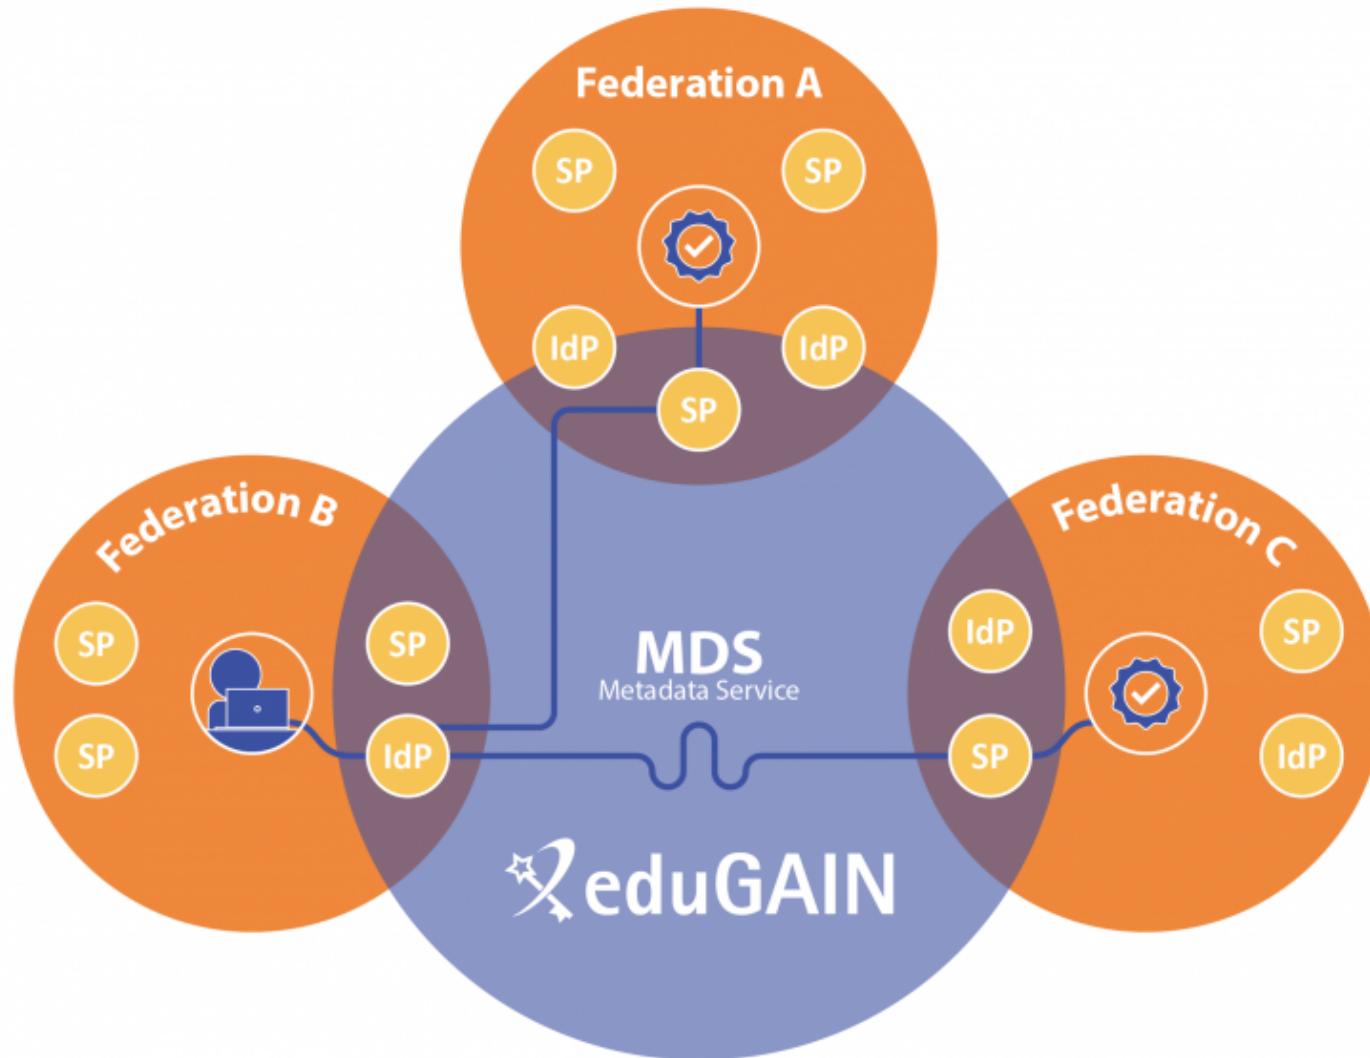 Federation A
SP
SP
IdP
IdP
SP
Federation B
SP
SP
SP
IdP
MDS
Metadata Service
eduGAIN
Federation C
IdP
SP
SP
IdP